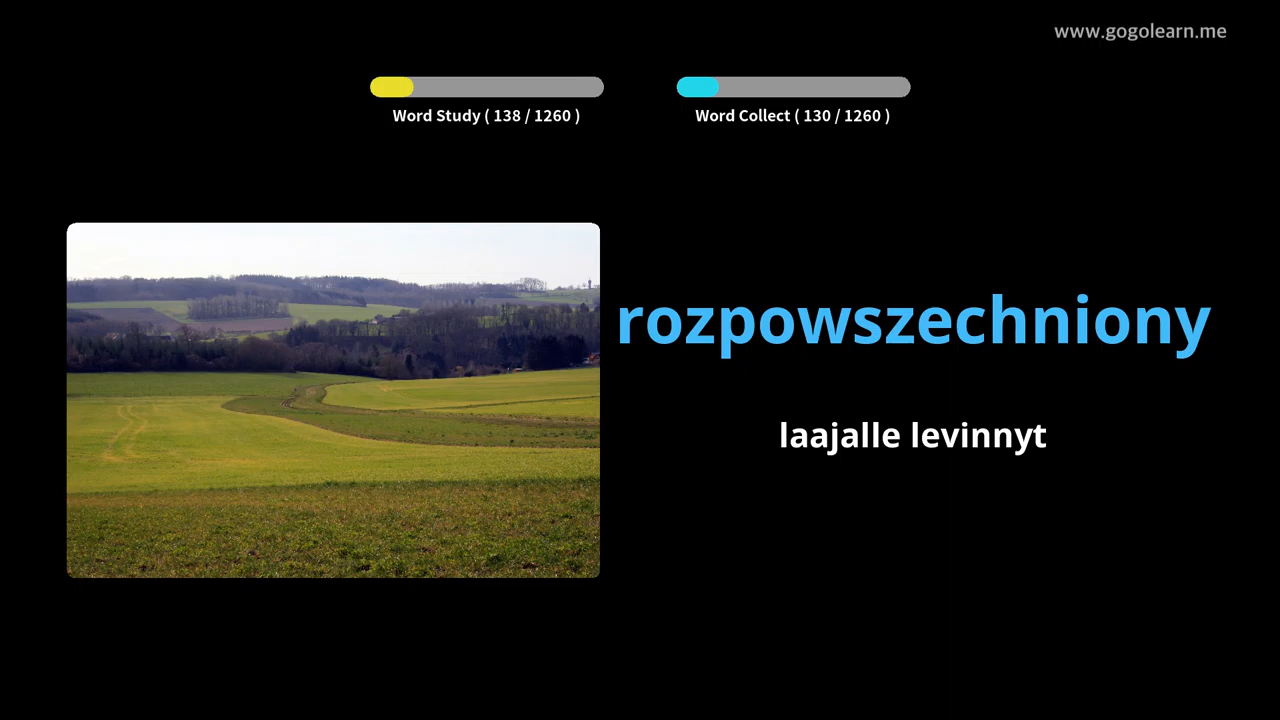 www.gogolearn.me
Word Study ( 138 / 1260 )
Word Collect ( 130 / 1260 )
rozpowszechniony
laajalle levinnyt